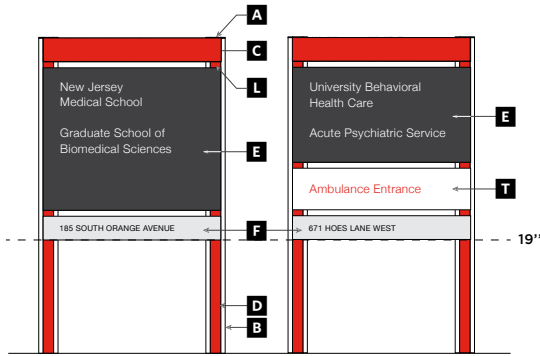 A
C
L
New Jersey
Medical School
Graduate School of
Biomedical Sciences
E
185 SOUTH ORANGE AVENUE
F
D
B
University Behavioral
Health Care
Acute Psychiatric Service
E
Ambulance Entrance
T
671 HOES LANE WEST
19"